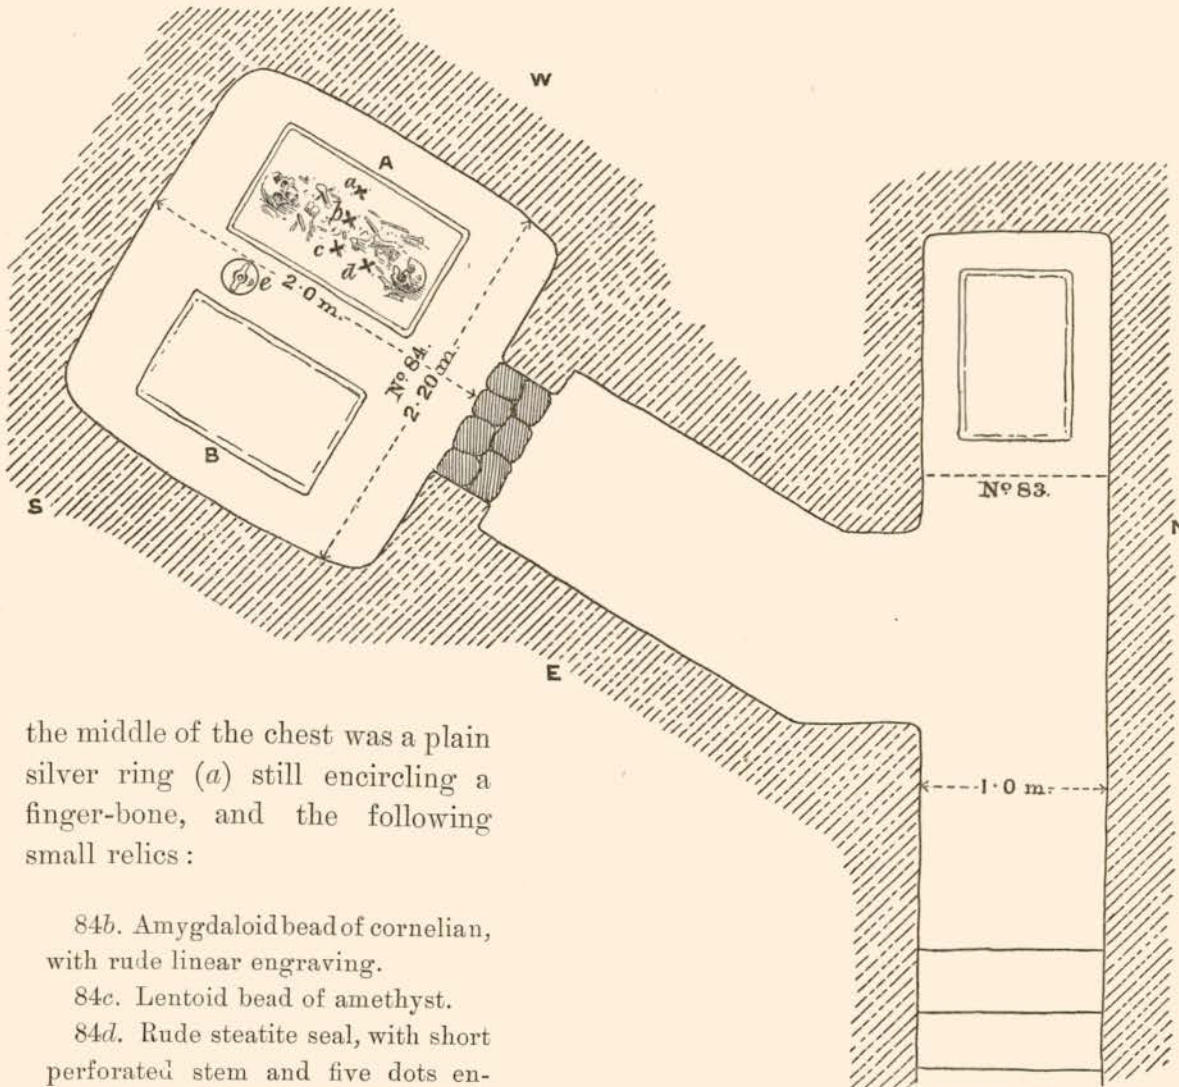 W
A
a
b
c
d
e
2·0 m.
Nº 84.
2·20 m.
B
S
Nº 83.
N
E
1·0 m.
the middle of the chest was a plain
silver ring (a) still encircling a
finger-bone, and the following
small relics :
84b. Amygdaloid bead of cornelian,
with rude linear engraving.
84c. Lentoid bead of amethyst.
84d. Rude steatite seal, with short
perforated stem and five dots en-